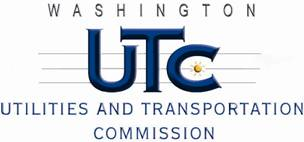 WASHINGTON
UTC
UTILITIES AND TRANSPORTATION
COMMISSION